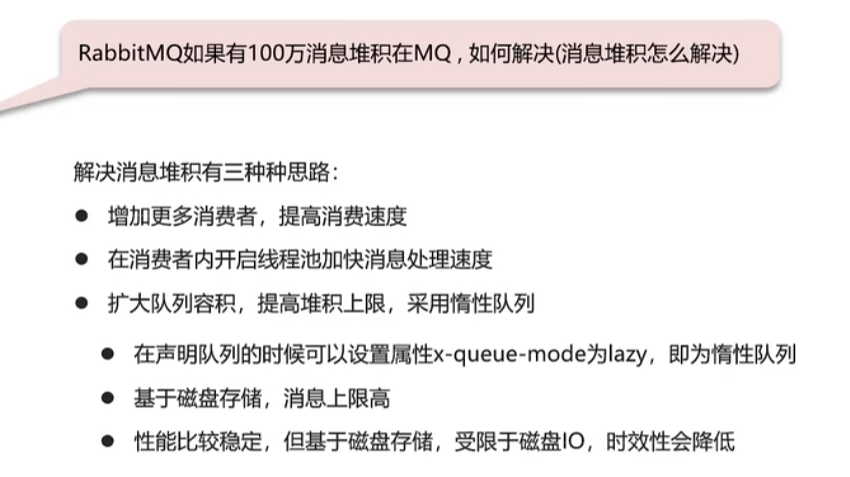 RabbitMQ如果有100万消息堆积在MQ , 如何解决(消息堆积怎么解决)
解决消息堆积有三种种思路：
● 增加更多消费者，提高消费速度
● 在消费者内开启线程池加快消息处理速度
● 扩大队列容积，提高堆积上限，采用惰性队列
● 在声明队列的时候可以设置属性x-queue-mode为lazy，即为惰性队列
● 基于磁盘存储，消息上限高
● 性能比较稳定，但基于磁盘存储，受限于磁盘IO，时效性会降低